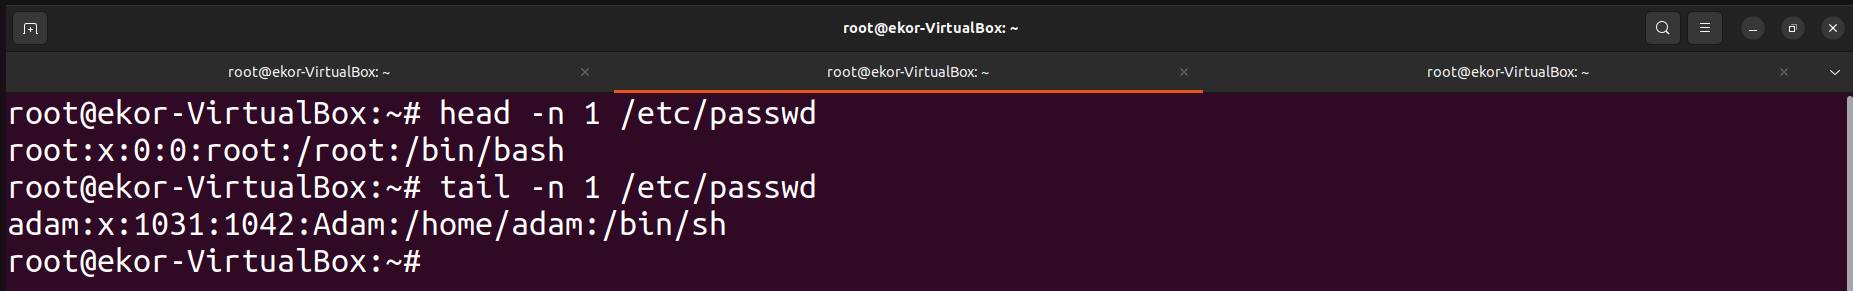 root@ekor-VirtualBox: ~
root@ekor-VirtualBox: ~ root@ekor-VirtualBox: ~ root@ekor-VirtualBox: ~
root@ekor-VirtualBox:~# head -n 1 /etc/passwd
root:x:0:0:root:/root:/bin/bash
root@ekor-VirtualBox:~# tail -n 1 /etc/passwd
adam:x:1031:1042:Adam:/home/adam:/bin/sh
root@ekor-VirtualBox:~#